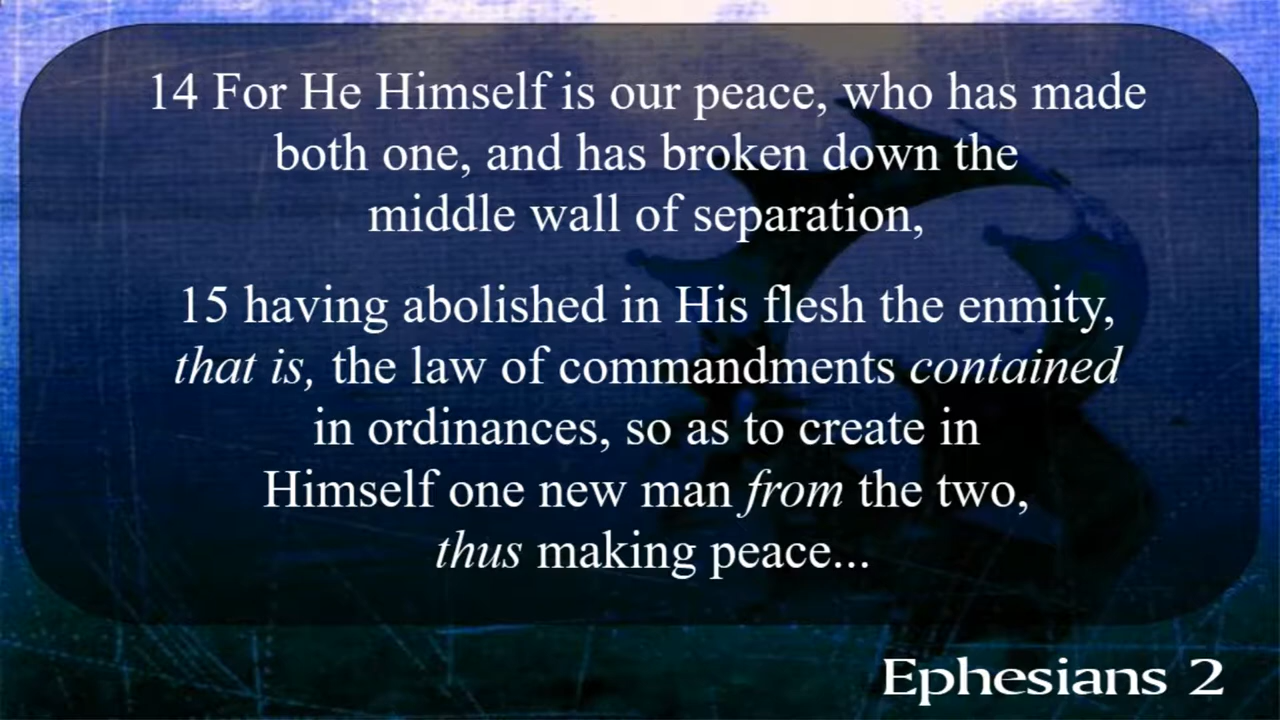 14 For He Himself is our peace, who has made
both one, and has broken down the
middle wall of separation,
15 having abolished in His flesh the enmity,
that is, the law of commandments contained
in ordinances, so as to create in
Himself one new man from the two,
thus making peace...
Ephesians 2